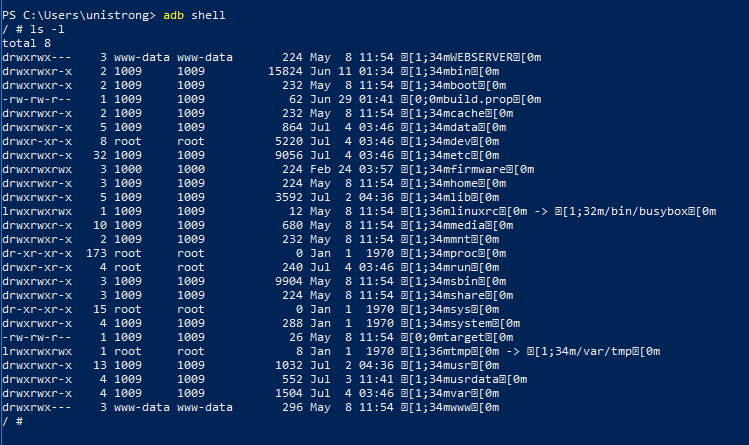 PS C:\Users\unistrong> adb shell
/ # ls -l
total 8
drwxrwx---    3 www-data www-data       224 May  8 11:54 [1;34mWEBSERVER[0m
drwxrwxr-x    2 1009     1009         15824 Jun 11 01:34 [1;34mbin[0m
drwxrwxr-x    2 1009     1009           232 May  8 11:54 [1;34mboot[0m
-rw-rw-r--    1 1009     1009            62 Jun 29 01:41 [0;0mbuild.prop[0m
drwxrwxr-x    2 1009     1009           232 May  8 11:54 [1;34mcache[0m
drwxrwxr-x    5 1009     1009           864 Jul  4 03:46 [1;34mdata[0m
drwxr-xr-x    8 root     root          5220 Jul  4 03:46 [1;34mdev[0m
drwxrwxr-x   32 1009     1009          9056 Jul  4 03:46 [1;34metc[0m
drwxrwxrwx    3 1000     1000           224 Feb 24 03:57 [1;34mfirmware[0m
drwxrwxr-x    3 1009     1009           224 May  8 11:54 [1;34mhome[0m
drwxrwxr-x    5 1009     1009          3592 Jul  2 04:36 [1;34mlib[0m
lrwxrwxrwx    1 1009     1009            12 May  8 11:54 [1;36mlinuxrc[0m -> [1;32m/bin/busybox[0m
drwxrwxr-x   10 1009     1009           680 May  8 11:54 [1;34mmedia[0m
drwxrwxr-x    2 1009     1009           232 May  8 11:54 [1;34mmnt[0m
dr-xr-xr-x  173 root     root             0 Jan  1  1970 [1;34mproc[0m
drwxr-xr-x    4 root     root           240 Jul  4 03:46 [1;34mrun[0m
drwxrwxr-x    3 1009     1009          9904 May  8 11:54 [1;34msbin[0m
drwxrwxr-x    3 1009     1009           224 May  8 11:54 [1;34mshare[0m
dr-xr-xr-x   15 root     root             0 Jan  1  1970 [1;34msys[0m
drwxrwxr-x    4 1009     1009           288 Jan  1  1970 [1;34msystem[0m
-rw-rw-r--    1 1009     1009            26 May  8 11:54 [0;0mtarget[0m
lrwxrwxrwx    1 root     root             8 Jan  1  1970 [1;36mtmp[0m -> [1;34m/var/tmp[0m
drwxrwxr-x   13 1009     1009          1032 Jul  2 04:36 [1;34musr[0m
drwxrwxr-x    4 1009     1009           552 Jul  3 11:41 [1;34musrdata[0m
drwxrwxr-x    4 1009     1009          1504 Jul  4 03:46 [1;34mvar[0m
drwxrwx---    3 www-data www-data       296 May  8 11:54 [1;34mwww[0m
/ #